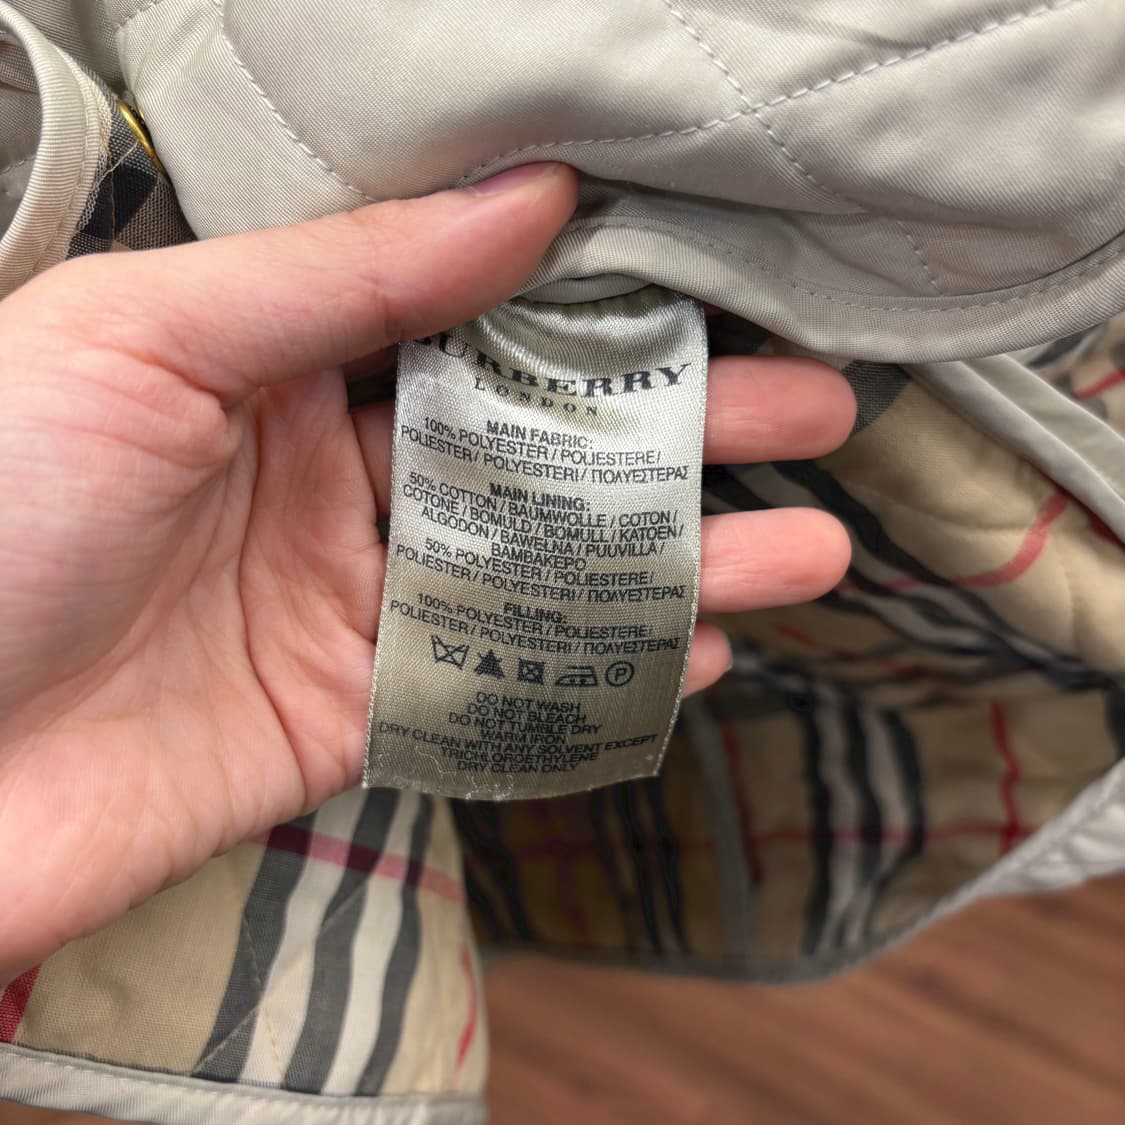 BURBERRY
LONDON
MAIN FABRIC:
100% POLYESTER / POLIESTERE /
POLIESTER / POLYESTERI / ΠΟΛΥΕΣΤΕΡΑΣ
MAIN LINING:
50% COTTON / BAUMWOLLE / COTON /
COTONE / BOMULD / BOMULL / KATOEN /
ALGODON / BAWELNA / PUUVILLA /
BAMBAKEPO
50% POLYESTER / POLIESTERE /
POLIESTER / POLYESTERI / ΠΟΛΥΕΣΤΕΡΑΣ
FILLING:
100% POLYESTER / POLIESTERE /
POLIESTER / POLYESTERI / ΠΟΛΥΕΣΤΕΡΑΣ
P
DO NOT WASH
DO NOT BLEACH
DO NOT TUMBLE DRY
WARM IRON
DRY CLEAN WITH ANY SOLVENT EXCEPT
TRICHLOROETHYLENE
DRY CLEAN ONLY